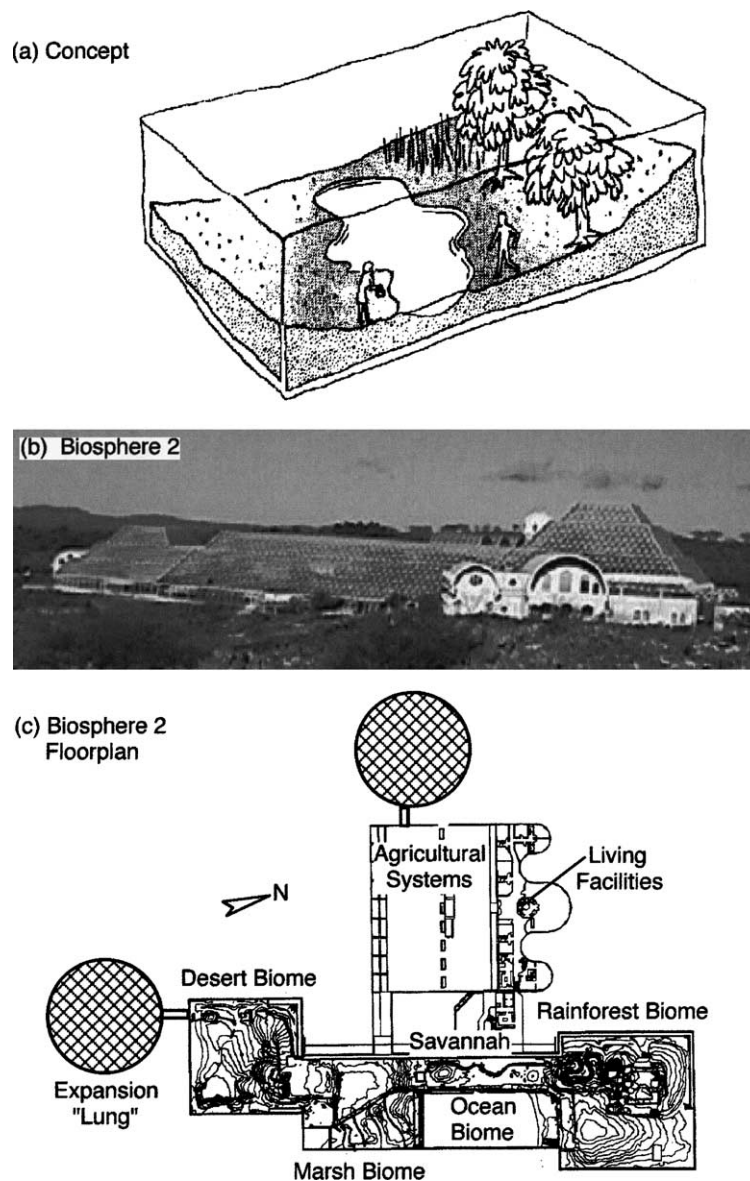 (a) Concept
(b) Biosphere 2
(c) Biosphere 2
Floorplan
Agricultural
Systems
Living
Facilities
N
Desert Biome
Rainforest Biome
Savannah
Expansion
"Lung"
Ocean
Biome
Marsh Biome